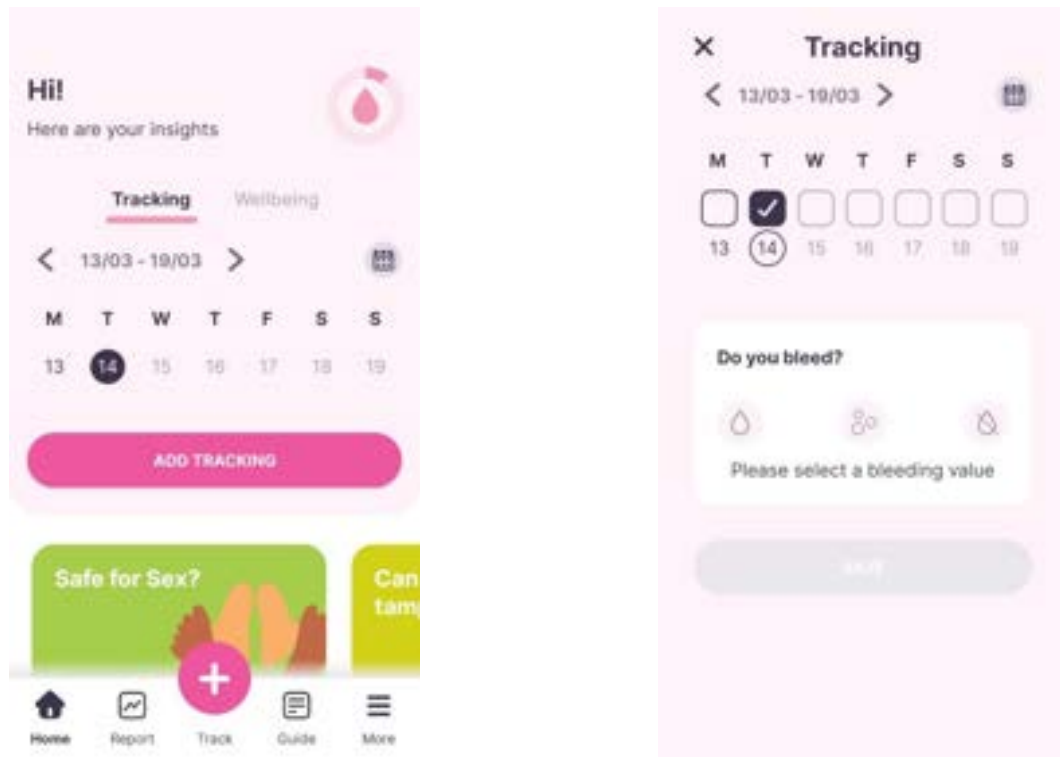 Hi!
Here are your insights
Tracking Wellbeing
13/03 - 19/03
M T W T F S S
13 14 15 16 17 18 19
ADD TRACKING
Safe for Sex?
Can
tam
Home Report Track Guide More
Tracking
13/03 - 19/03
M T W T F S S
13 14 15 16 17 18 19
Do you bleed?
Please select a bleeding value